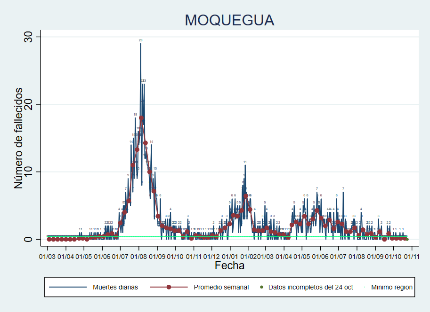 MOQUEGUA
Número de fallecidos
30
20
10
0
01/03 01/04 01/05 01/06 01/07 01/08 01/09 01/10 01/11 01/12 01/01 01/02 01/03 01/04 01/05 01/06 01/07 01/08 01/09 01/10 01/11
Fecha
Muertes diarias Promedio semanal Datos incompletos del 24 oct Minimo region